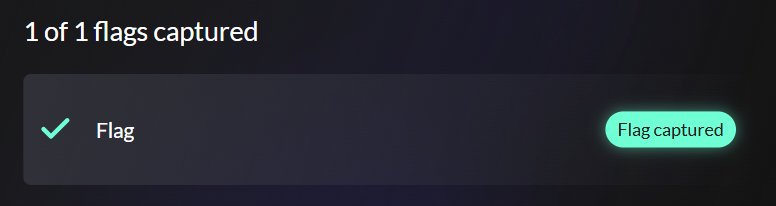 1 of 1 flags captured
Flag
Flag captured